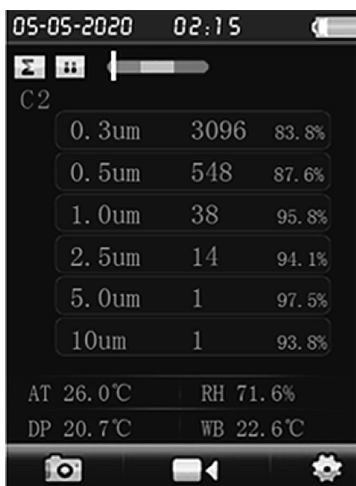 05-05-2020 02:15
Σ
C2
0.3um 3096 83.8%
0.5um 548 87.6%
1.0um 38 95.8%
2.5um 14 94.1%
5.0um 1 97.5%
10um 1 93.8%
AT 26.0℃ RH 71.6%
DP 20.7℃ WB 22.6℃